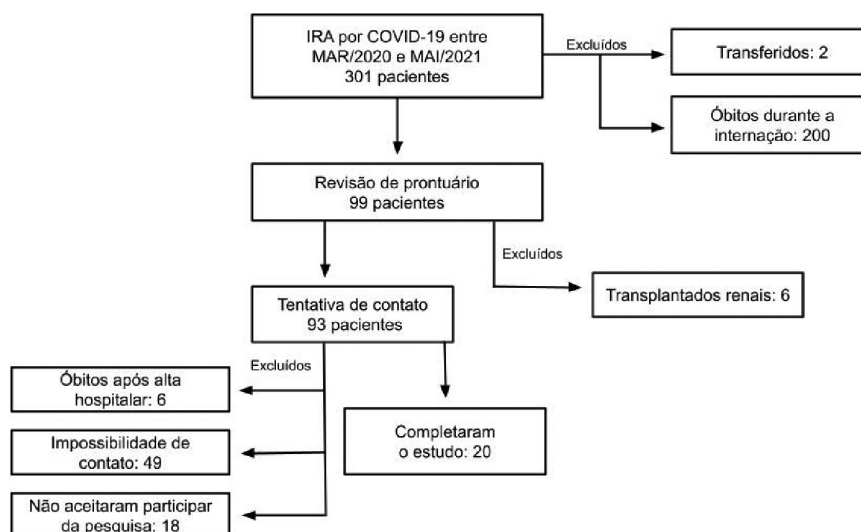 IRA por COVID-19 entre
MAR/2020 e MAI/2021
301 pacientes
Excluídos
Transferidos: 2
Óbitos durante a
internação: 200
Revisão de prontuário
99 pacientes
Excluídos
Transplantados renais: 6
Tentativa de contato
93 pacientes
Excluídos
Óbitos após alta
hospitalar: 6
Completaram
o estudo: 20
Impossibilidade de
contato: 49
Não aceitaram participar
da pesquisa: 18